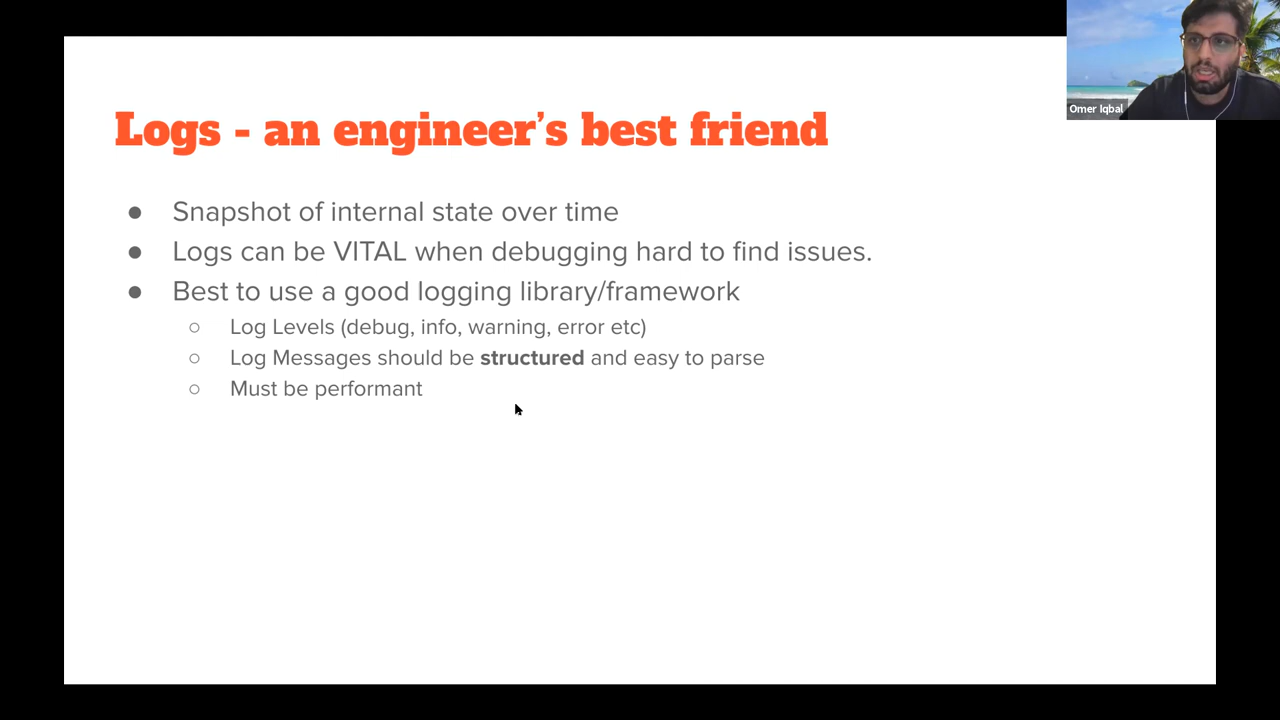 Omer Iqbal
Logs - an engineer’s best friend
● Snapshot of internal state over time
● Logs can be VITAL when debugging hard to find issues.
● Best to use a good logging library/framework
○ Log Levels (debug, info, warning, error etc)
○ Log Messages should be structured and easy to parse
○ Must be performant